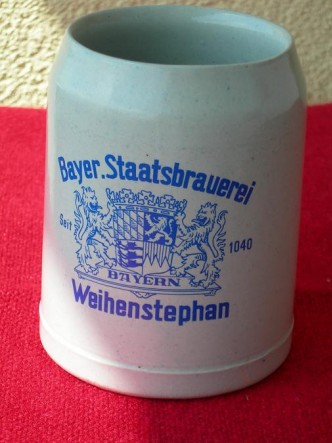 Bayer. Staatsbrauerei
Seit 1040
BAYERN
Weihenstephan